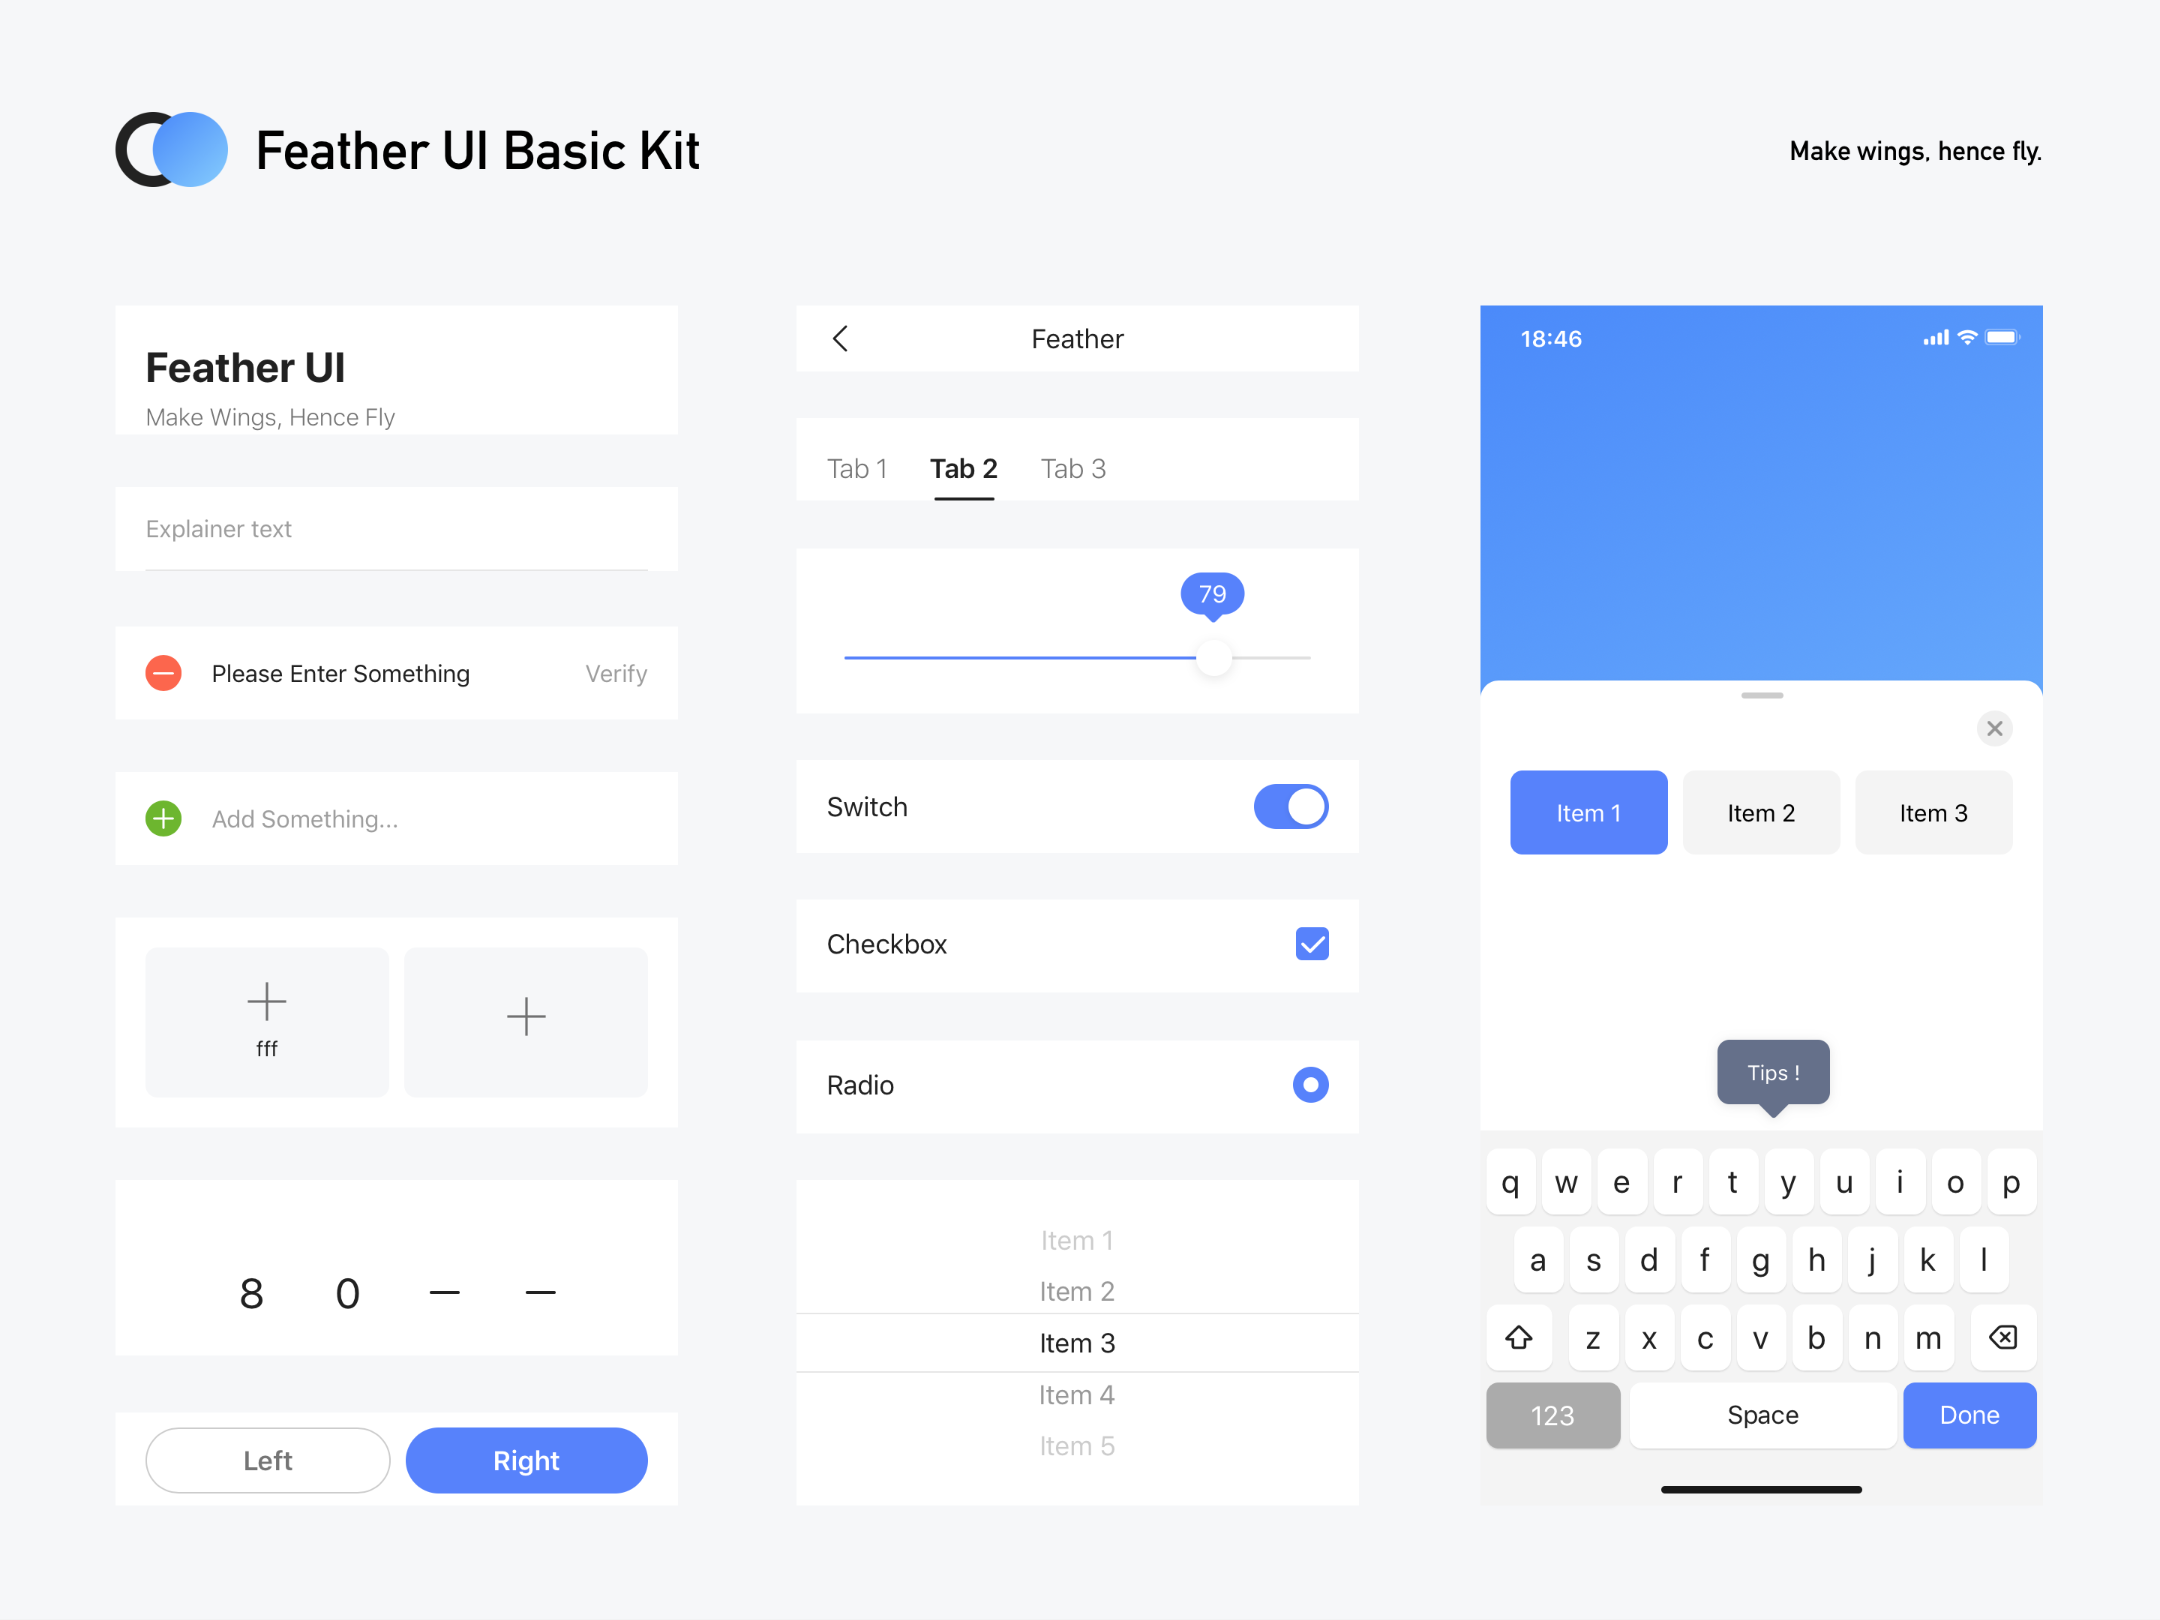 Feather UI Basic Kit
Make wings, hence fly.
Feather UI
Make Wings, Hence Fly
Explainer text
Please Enter Something Verify
Add Something...
fff
8 0 — —
Left Right
Feather
Tab 1 Tab 2 Tab 3
79
Switch
Checkbox
Radio
Item 1
Item 2
Item 3
Item 4
Item 5
18:46
Item 1 Item 2 Item 3
Tips !
q w e r t y u i o p
a s d f g h j k l
z x c v b n m
123 Space Done